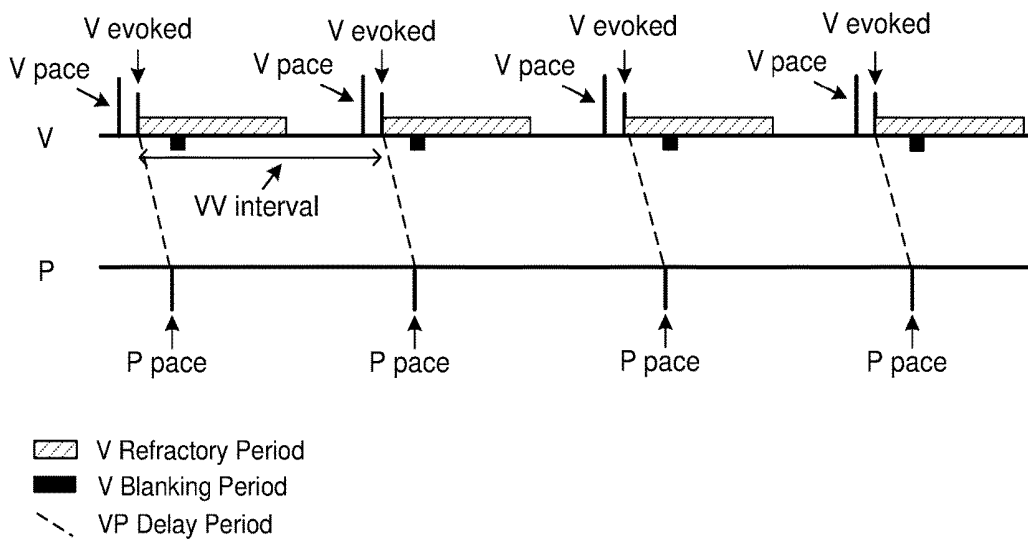 V evoked
V evoked
V evoked
V evoked
V pace
V pace
V pace
V pace
V
VV interval
P
P pace
P pace
P pace
P pace
V Refractory Period
V Blanking Period
VP Delay Period